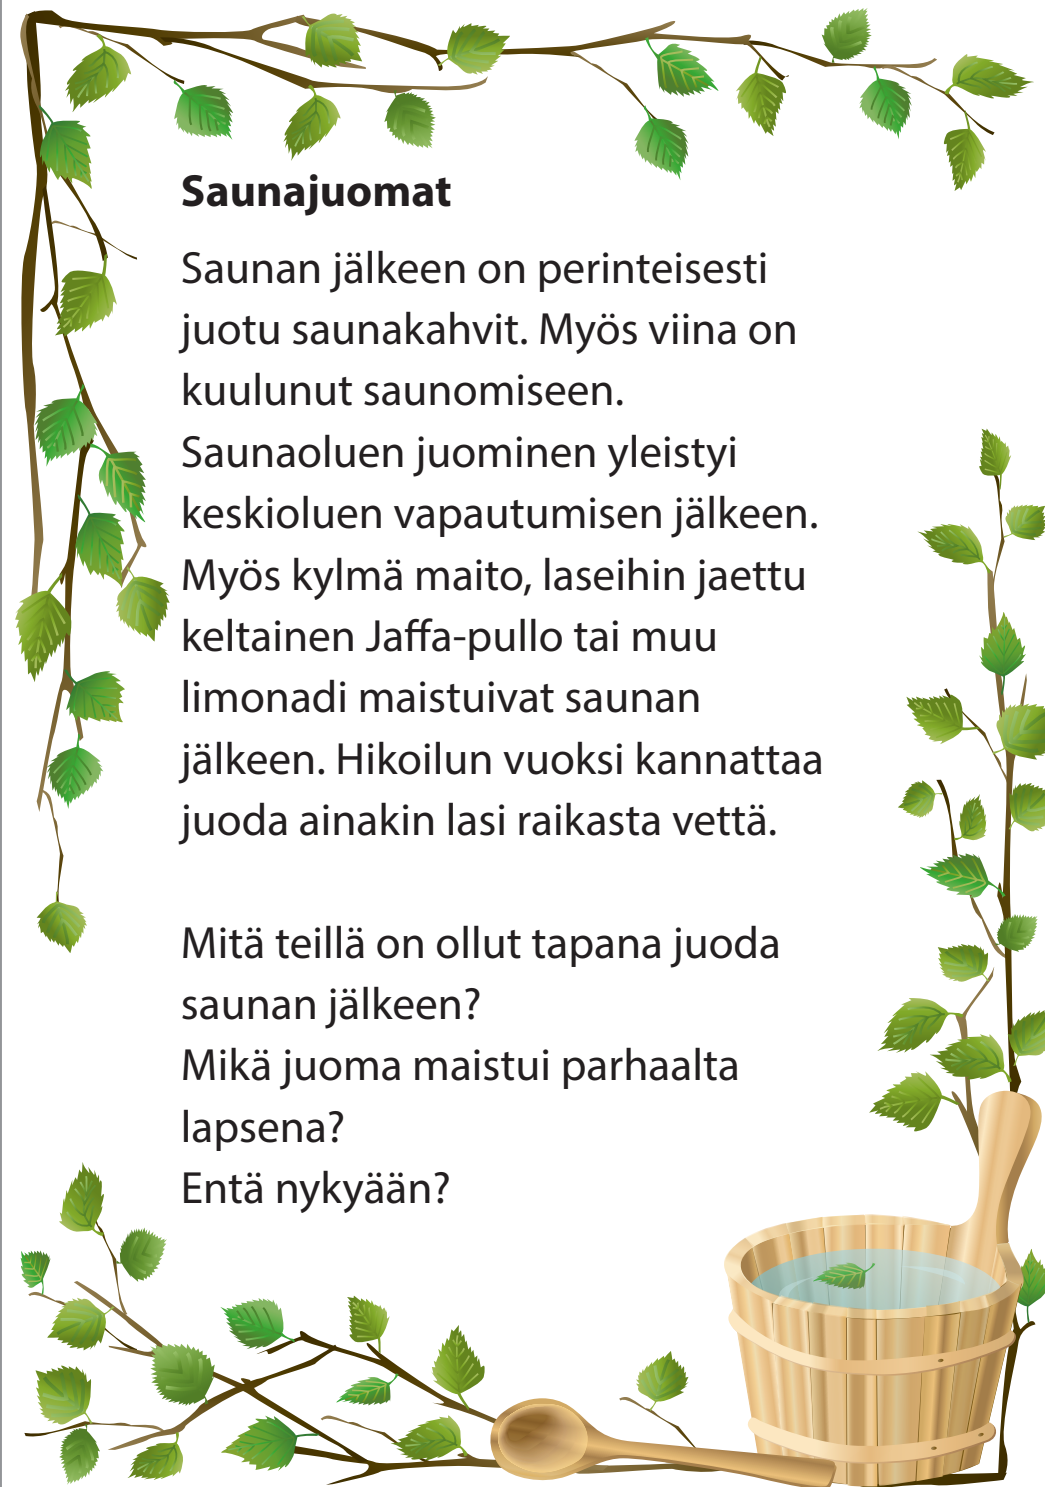 Saunajuomat
Saunan jälkeen on perinteisesti
juotu saunakahvit. Myös viina on
kuulunut saunomiseen.
Saunaoluen juominen yleistyi
keskioluen vapautumisen jälkeen.
Myös kylmä maito, laseihin jaettu
keltainen Jaffa-pullo tai muu
limonadi maistuivat saunan
jälkeen. Hikoilun vuoksi kannattaa
juoda ainakin lasi raikasta vettä.
Mitä teillä on ollut tapana juoda
saunan jälkeen?
Mikä juoma maistui parhaalta
lapsena?
Entä nykyään?